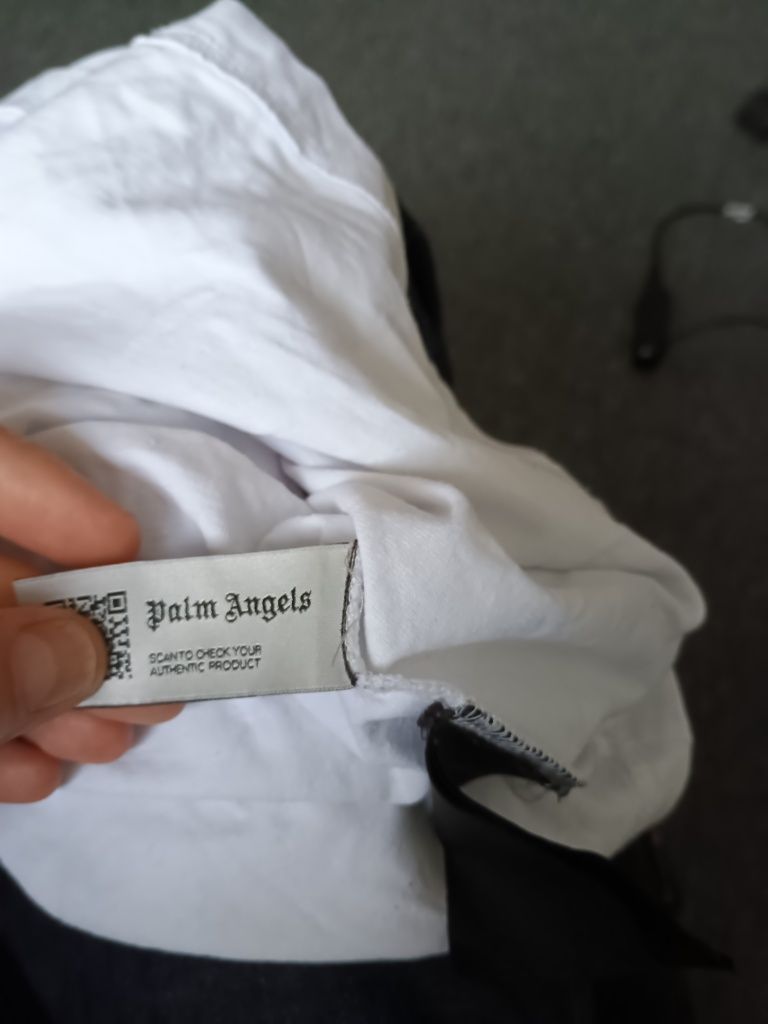 Palm Angels
SCAN TO CHECK YOUR
AUTHENTIC PRODUCT